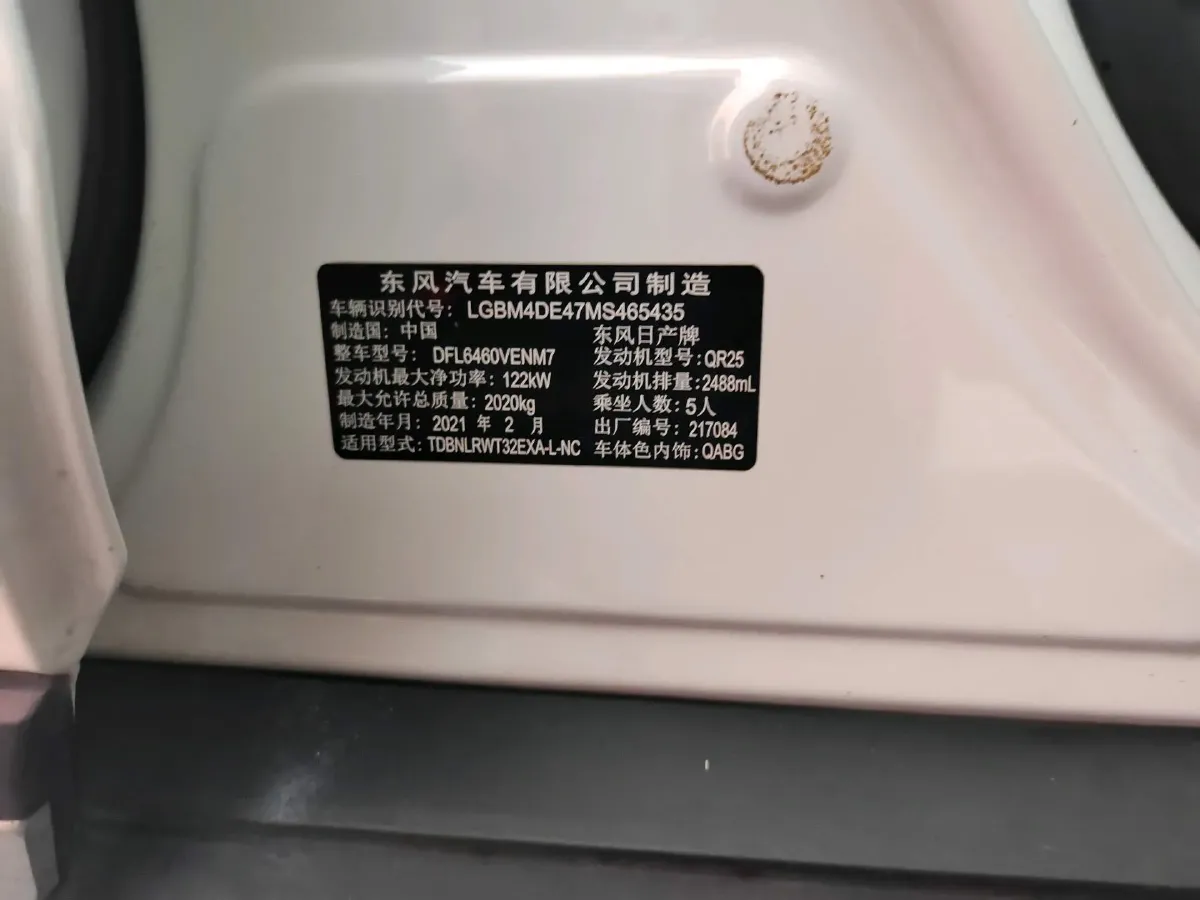 东风汽车有限公司制造
车辆识别代号: LGBM4DE47MS465435
制造国: 中国 东风日产牌
整车型号: DFL6460VENM7 发动机型号:QR25
发动机最大净功率: 122kW 发动机排量:2488mL
最大允许总质量: 2020kg 乘坐人数:5人
制造年月: 2021 年 2 月 出厂编号: 217084
适用型式: TDBNLRWT32EXA-L-NC 车体色内饰:QABG